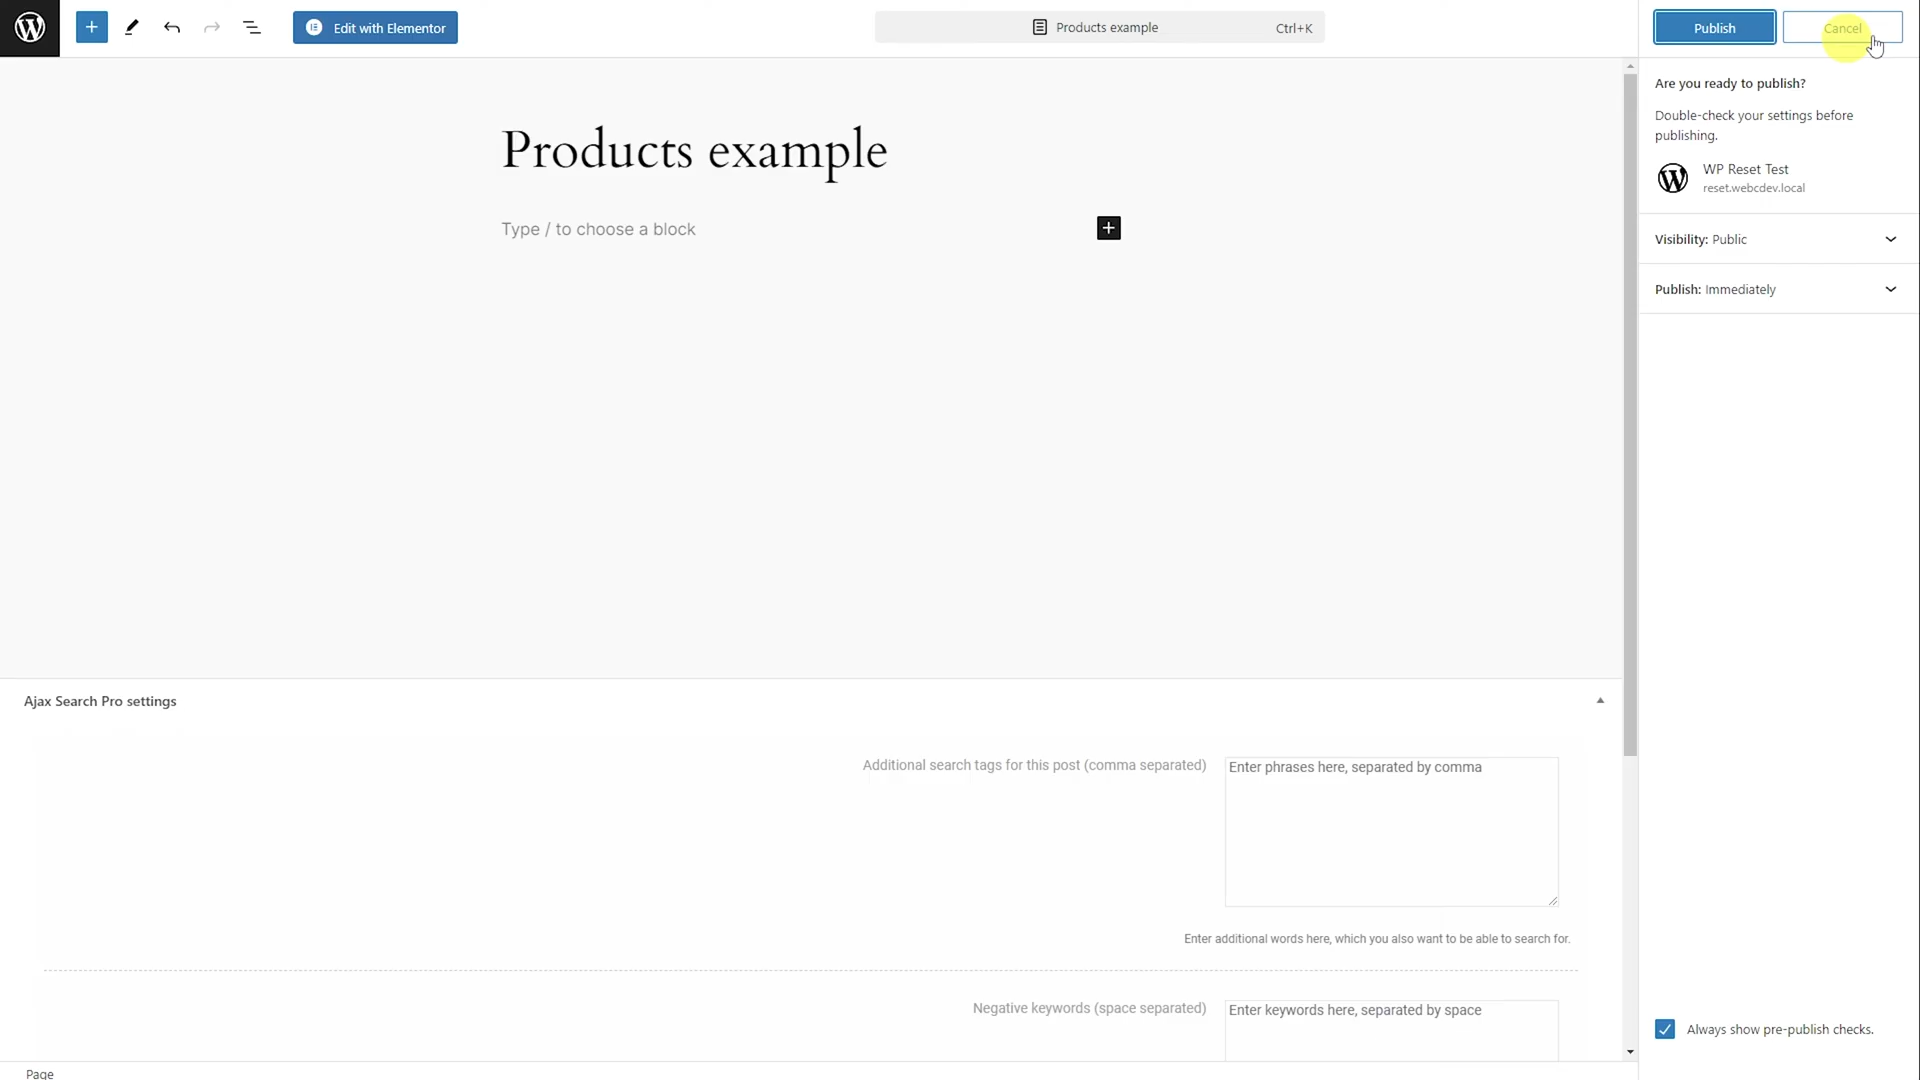 Edit with Elementor
Products example
Ctrl+K
Publish
Cancel
Products example
Type / to choose a block
Are you ready to publish?
Double-check your settings before
publishing.
WP Reset Test
reset.webcdev.local
Visibility: Public
Publish: Immediately
Ajax Search Pro settings
Additional search tags for this post (comma separated)
Enter phrases here, separated by comma
Enter additional words here, which you also want to be able to search for.
Negative keywords (space separated)
Enter keywords here, separated by space
Always show pre-publish checks.
Page